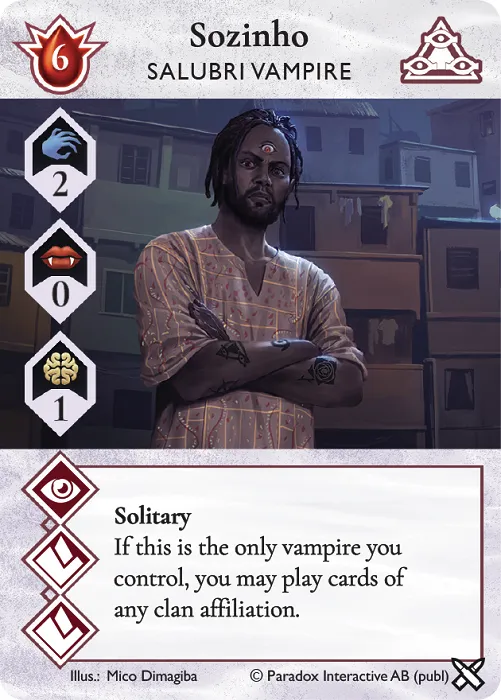 6
Sozinho
SALUBRI VAMPIRE
2
0
1
Solitary
If this is the only vampire you
control, you may play cards of
any clan affiliation.
Illus.: Mico Dimagiba © Paradox Interactive AB (publ)